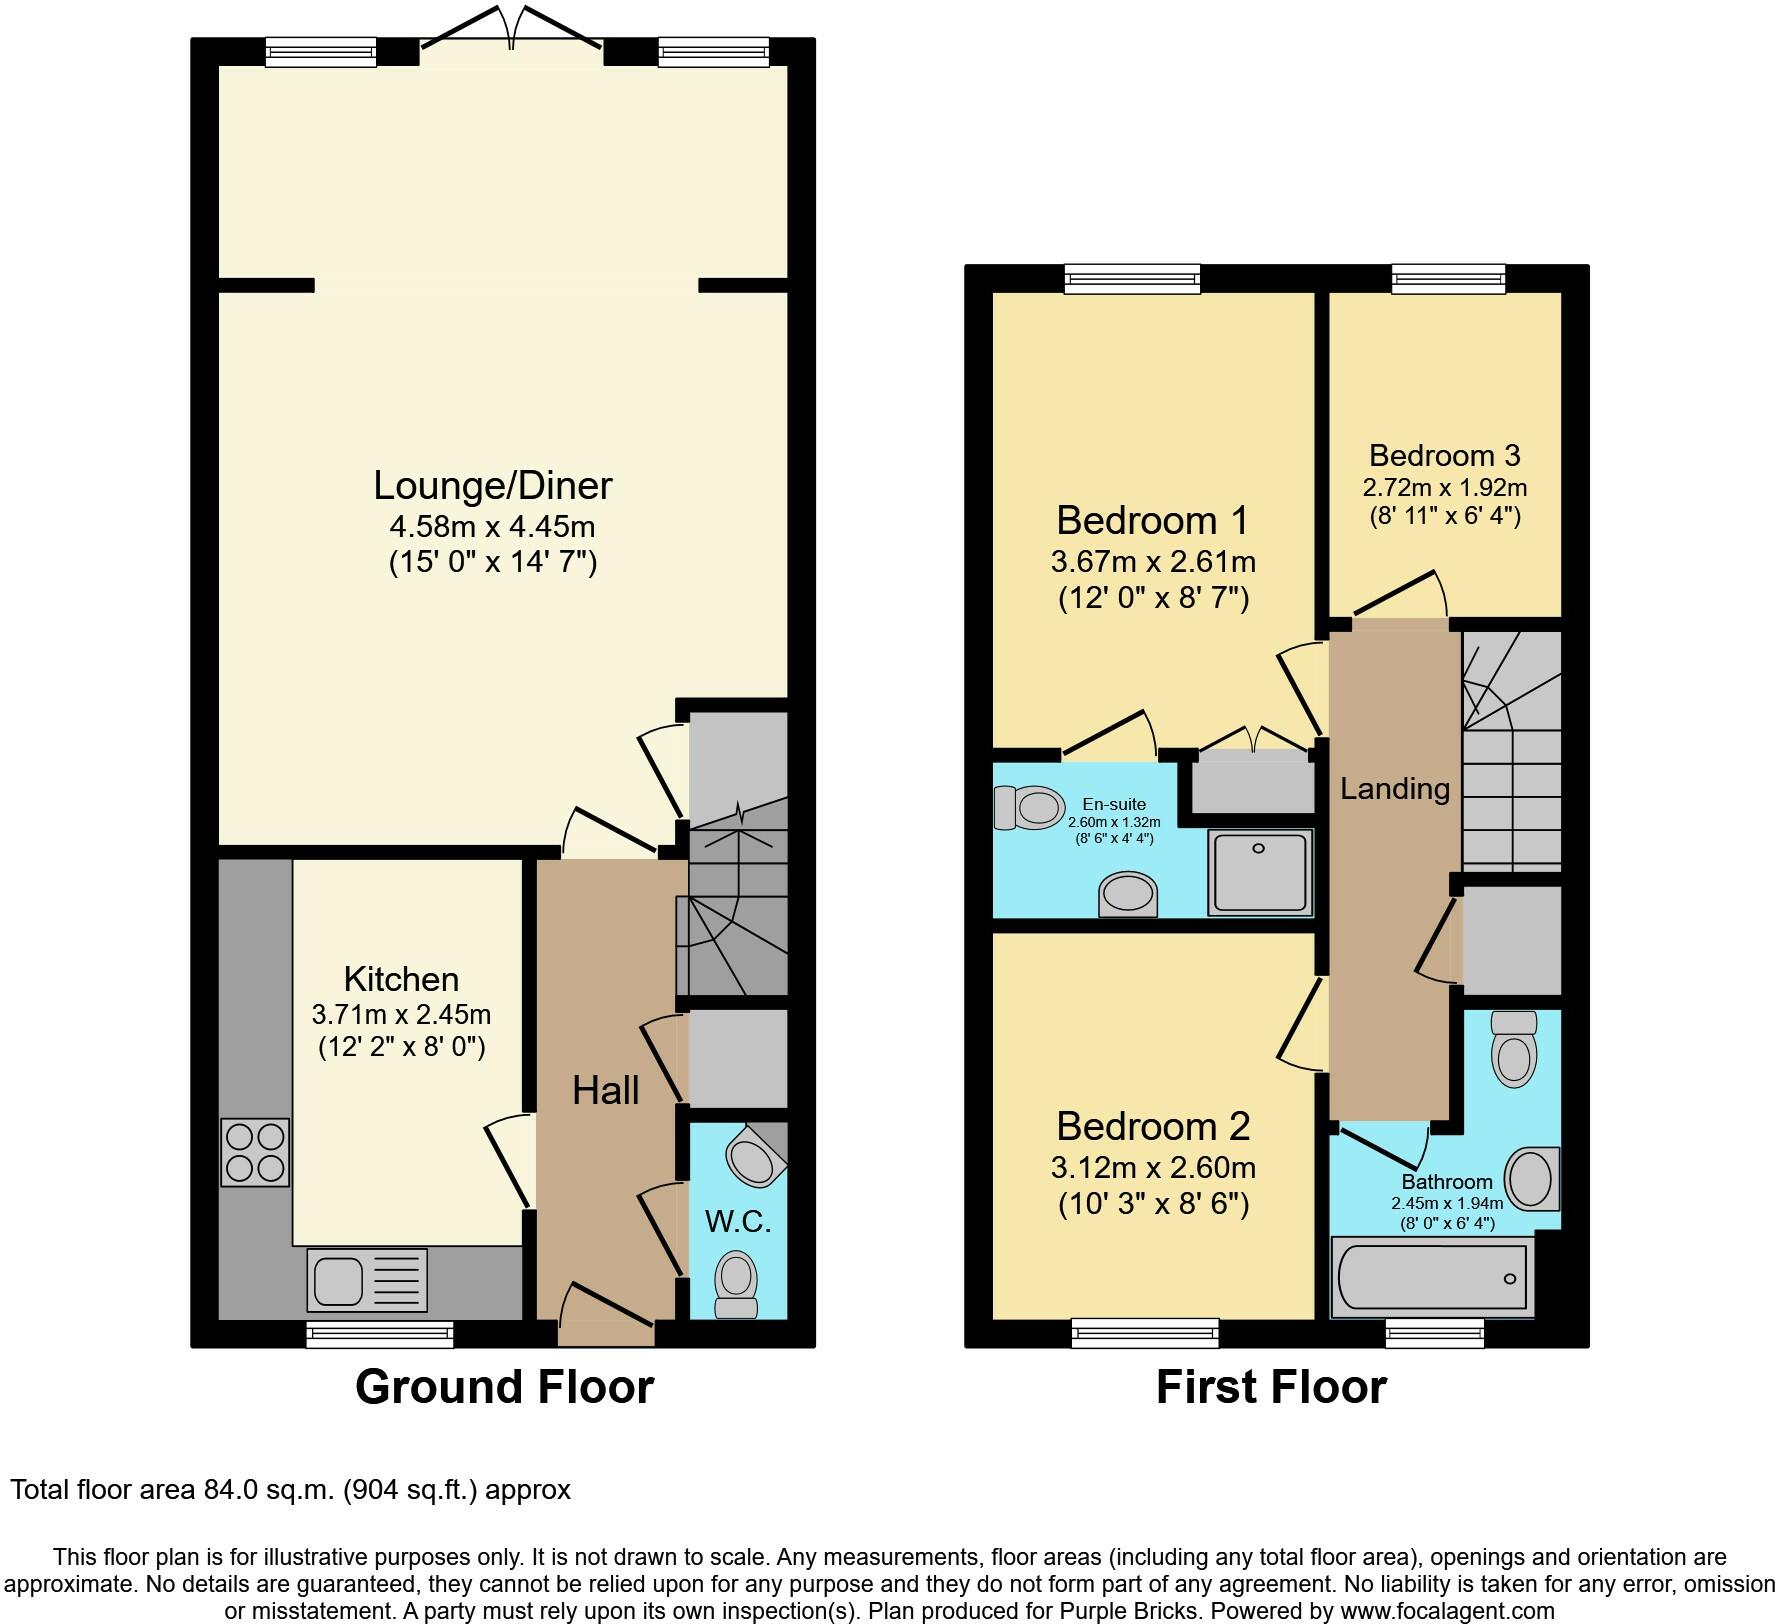 Lounge/Diner
4.58m x 4.45m
(15' 0" x 14' 7")
Kitchen
3.71m x 2.45m
(12' 2" x 8' 0")
Hall
W.C.
Ground Floor
Bedroom 1
3.67m x 2.61m
(12' 0" x 8' 7")
Bedroom 3
2.72m x 1.92m
(8' 11" x 6' 4")
Landing
En-suite
2.60m x 1.32m
(8' 6" x 4' 4")
Bedroom 2
3.12m x 2.60m
(10' 3" x 8' 6")
Bathroom
2.45m x 1.94m
(8' 0" x 6' 4")
First Floor
Total floor area 84.0 sq.m. (904 sq.ft.) approx
This floor plan is for illustrative purposes only. It is not drawn to scale. Any measurements, floor areas (including any total floor area), openings and orientation are
approximate. No details are guaranteed, they cannot be relied upon for any purpose and they do not form part of any agreement. No liability is taken for any error, omission
or misstatement. A party must rely upon its own inspection(s). Plan produced for Purple Bricks. Powered by www.focalagent.com